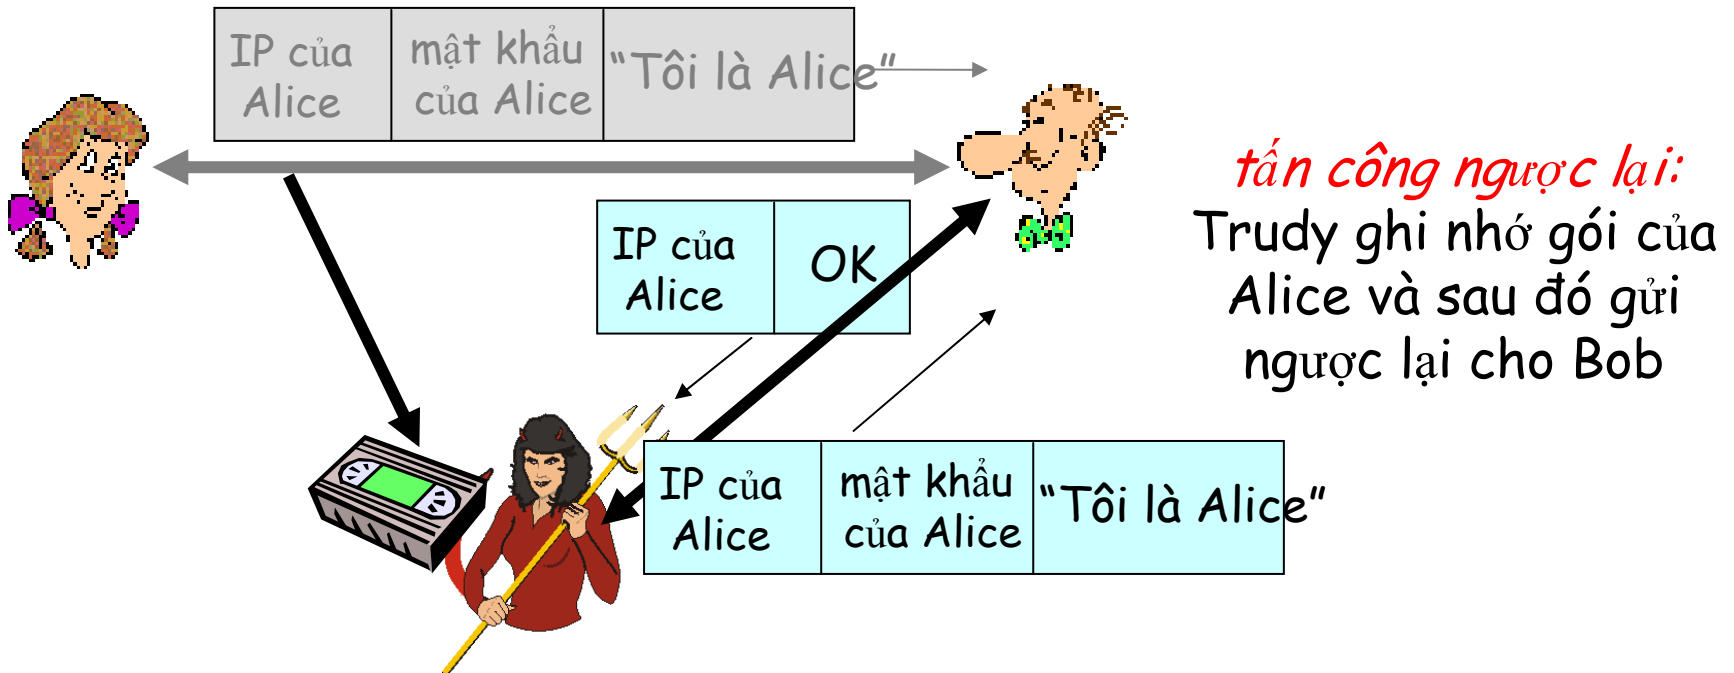 IP của
Alice
mật khẩu
của Alice
“Tôi là Alice”
tấn công ngược lại:
Trudy ghi nhớ gói của
Alice và sau đó gửi
ngược lại cho Bob
IP của
Alice
OK
IP của
Alice
mật khẩu
của Alice
“Tôi là Alice”